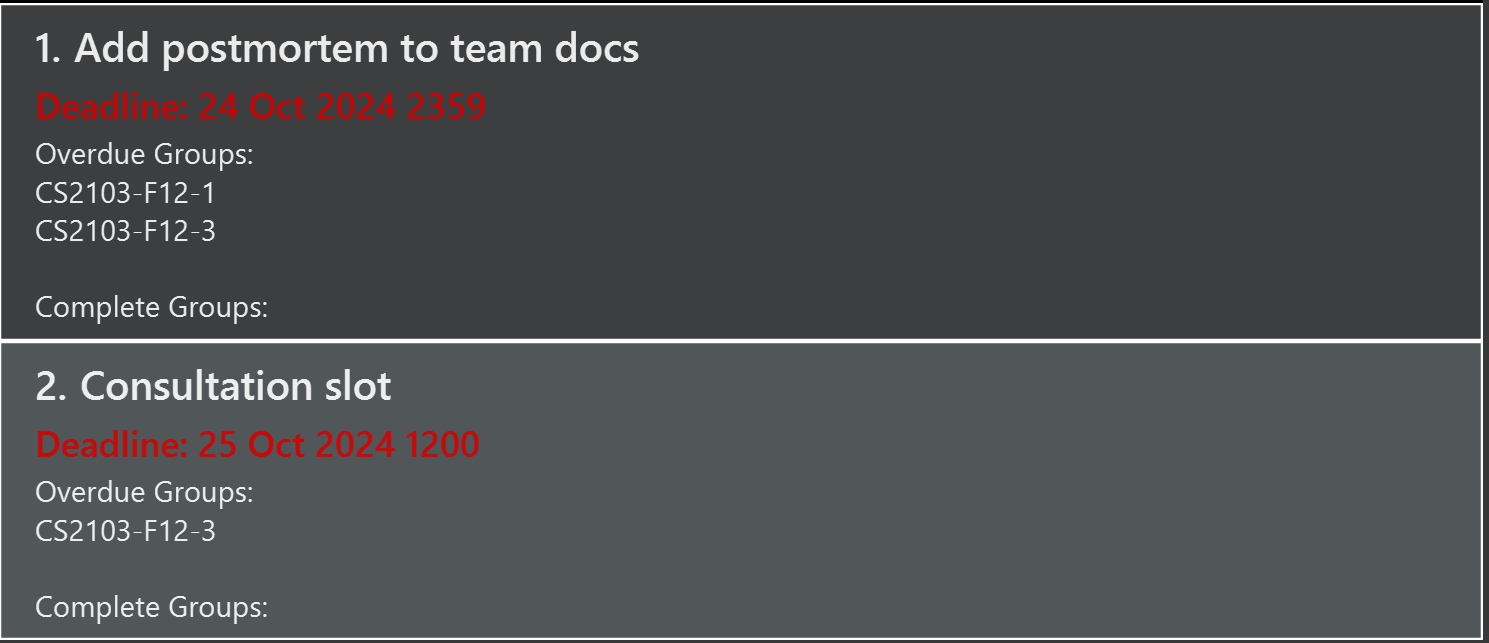 1. Add postmortem to team docs
Deadline: 24 Oct 2024 2359
Overdue Groups:
CS2103-F12-1
CS2103-F12-3
Complete Groups:
2. Consultation slot
Deadline: 25 Oct 2024 1200
Overdue Groups:
CS2103-F12-3
Complete Groups: